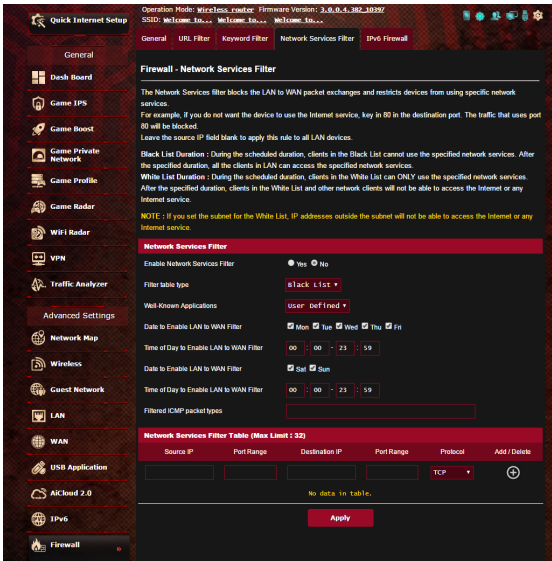 Quick Internet Setup
General
Dash Board
Game IPS
Game Boost
Game Private
Network
Game Profile
Game Radar
WiFi Radar
VPN
Traffic Analyzer
Advanced Settings
Network Map
Wireless
Guest Network
LAN
WAN
USB Application
AiCloud 2.0
IPv6
Firewall
Operation Mode: Wireless router Firmware Version: 3.0.0.4.382_10397
SSID: Welcome to... Welcome to... Welcome to...
General URL Filter Keyword Filter Network Services Filter IPv6 Firewall
Firewall - Network Services Filter
The Network Services filter blocks the LAN to WAN packet exchanges and restricts devices from using specific network
services.
For example, if you do not want the device to use the Internet service, key in 80 in the destination port. The traffic that uses port
80 will be blocked.
Leave the source IP field blank to apply this rule to all LAN devices.
Black List Duration : During the scheduled duration, clients in the Black List cannot use the specified network services. After
the specified duration, all the clients in LAN can access the specified network services.
White List Duration : During the scheduled duration, clients in the White List can ONLY use the specified network services.
After the specified duration, clients in the White List and other network clients will not be able to access the Internet or any
Internet service.
NOTE : If you set the subnet for the White List, IP addresses outside the subnet will not be able to access the Internet or any
Internet service.
Network Services Filter
Enable Network Services Filter Yes No
Filter table type Black List
Well-Known Applications User Defined
Date to Enable LAN to WAN Filter Mon Tue Wed Thu Fri
Time of Day to Enable LAN to WAN Filter 00 : 00 - 23 : 59
Date to Enable LAN to WAN Filter Sat Sun
Time of Day to Enable LAN to WAN Filter 00 : 00 - 23 : 59
Filtered ICMP packet types
Network Services Filter Table (Max Limit : 32)
Source IP Port Range Destination IP Port Range Protocol Add / Delete
TCP
No data in table.
Apply